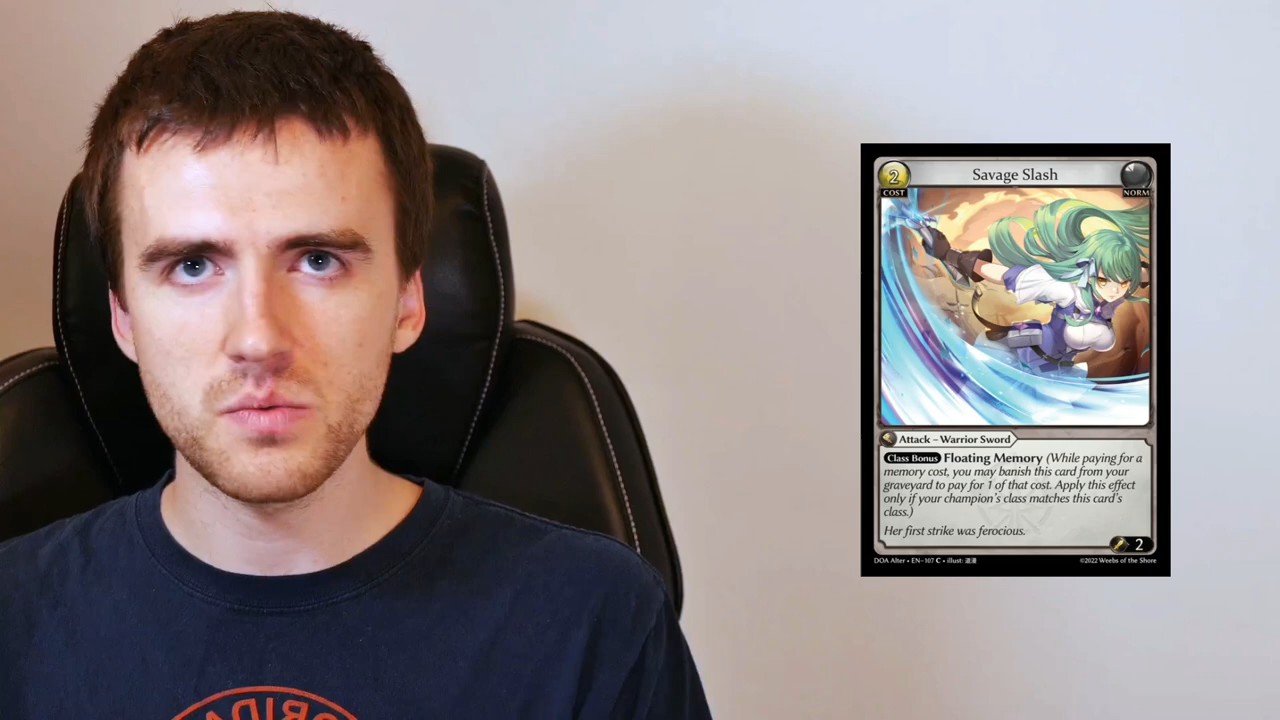 2
Savage Slash
COST
NORM
Attack – Warrior Sword
Class Bonus Floating Memory (While paying for a
memory cost, you may banish this card from your
graveyard to pay for 1 of that cost. Apply this effect
only if your champion's class matches this card's
class.)
Her first strike was ferocious.
2
DOA Alter • EN-107 C • illust: 道湯
©2022 Weebs of the Shore